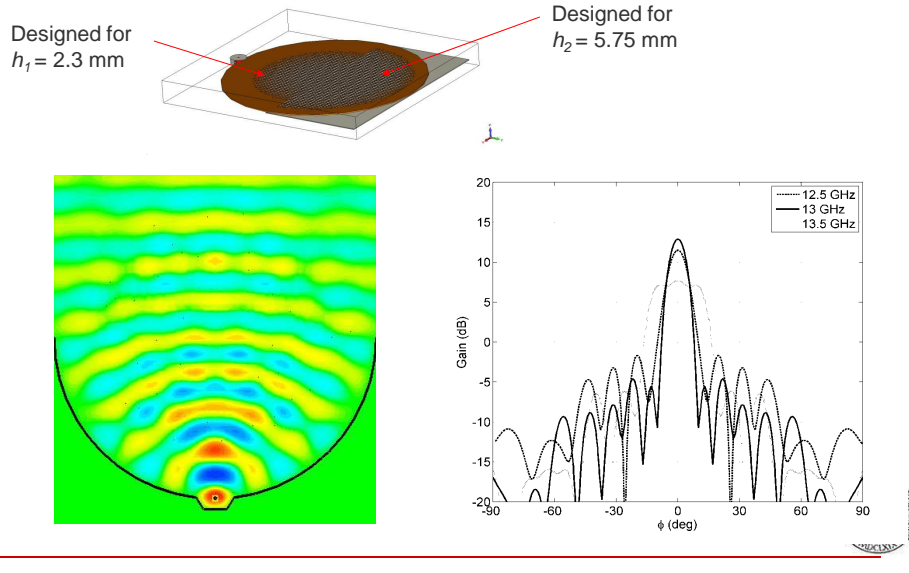 Designed for
h1 = 2.3 mm
Designed for
h2 = 5.75 mm
20
15
10
5
0
-5
-10
-15
-20
Gain (dB)
12.5 GHz
13 GHz
13.5 GHz
-90
-60
-30
0
30
60
90
ϕ (deg)